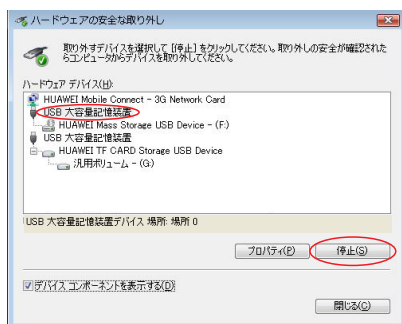 ハードウェアの安全な取り外し
取り外すデバイスを選択して [停止] をクリックしてください。取り外しの安全が確認された
らコンピュータからデバイスを取り外してください。
ハードウェア デバイス(H):
HUAWEI Mobile Connect - 3G Network Card
USB 大容量記憶装置
HUAWEI Mass Storage USB Device - (F:)
USB 大容量記憶装置
HUAWEI TF CARD Storage USB Device
汎用ボリューム - (G:)
USB 大容量記憶装置デバイス 場所: 場所 0
プロパティ(P)
停止(S)
デバイス コンポーネントを表示する(D)
閉じる(C)